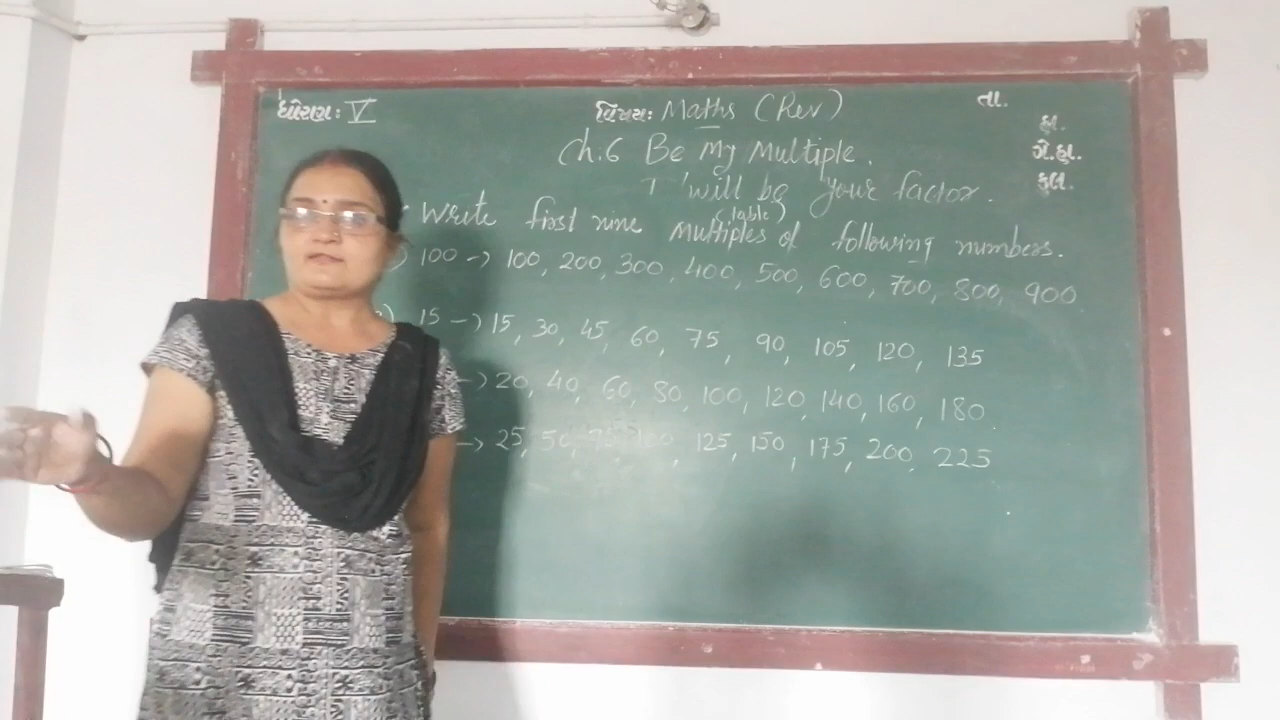 ધોરણ: V વિષય: Maths (Rev) તા.
હા.
Ch.6 Be My Multiple. ગે.હા.
I 'will be your factor. કુલ.
(table)
Write first nine Multiples of following numbers.
) 100 → 100, 200, 300, 400, 500, 600, 700, 800, 900
) 15 → 15, 30, 45, 60, 75, 90, 105, 120, 135
→ 20, 40, 60, 80, 100, 120, 140, 160, 180
→ 25, 50, 75, 100, 125, 150, 175, 200, 225